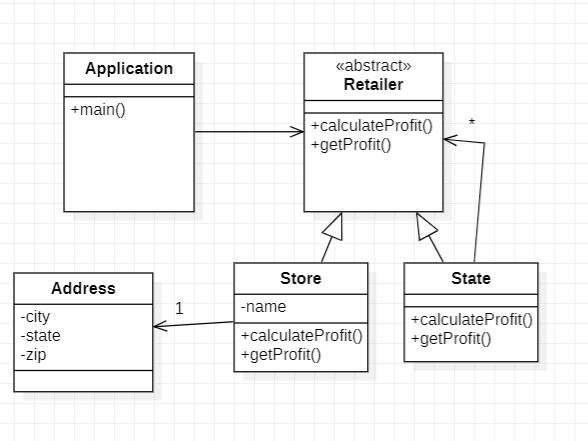 Application
+main()
«abstract»
Retailer
+calculateProfit()
+getProfit()
*
Address
-city
-state
-zip
1
Store
-name
+calculateProfit()
+getProfit()
State
+calculateProfit()
+getProfit()